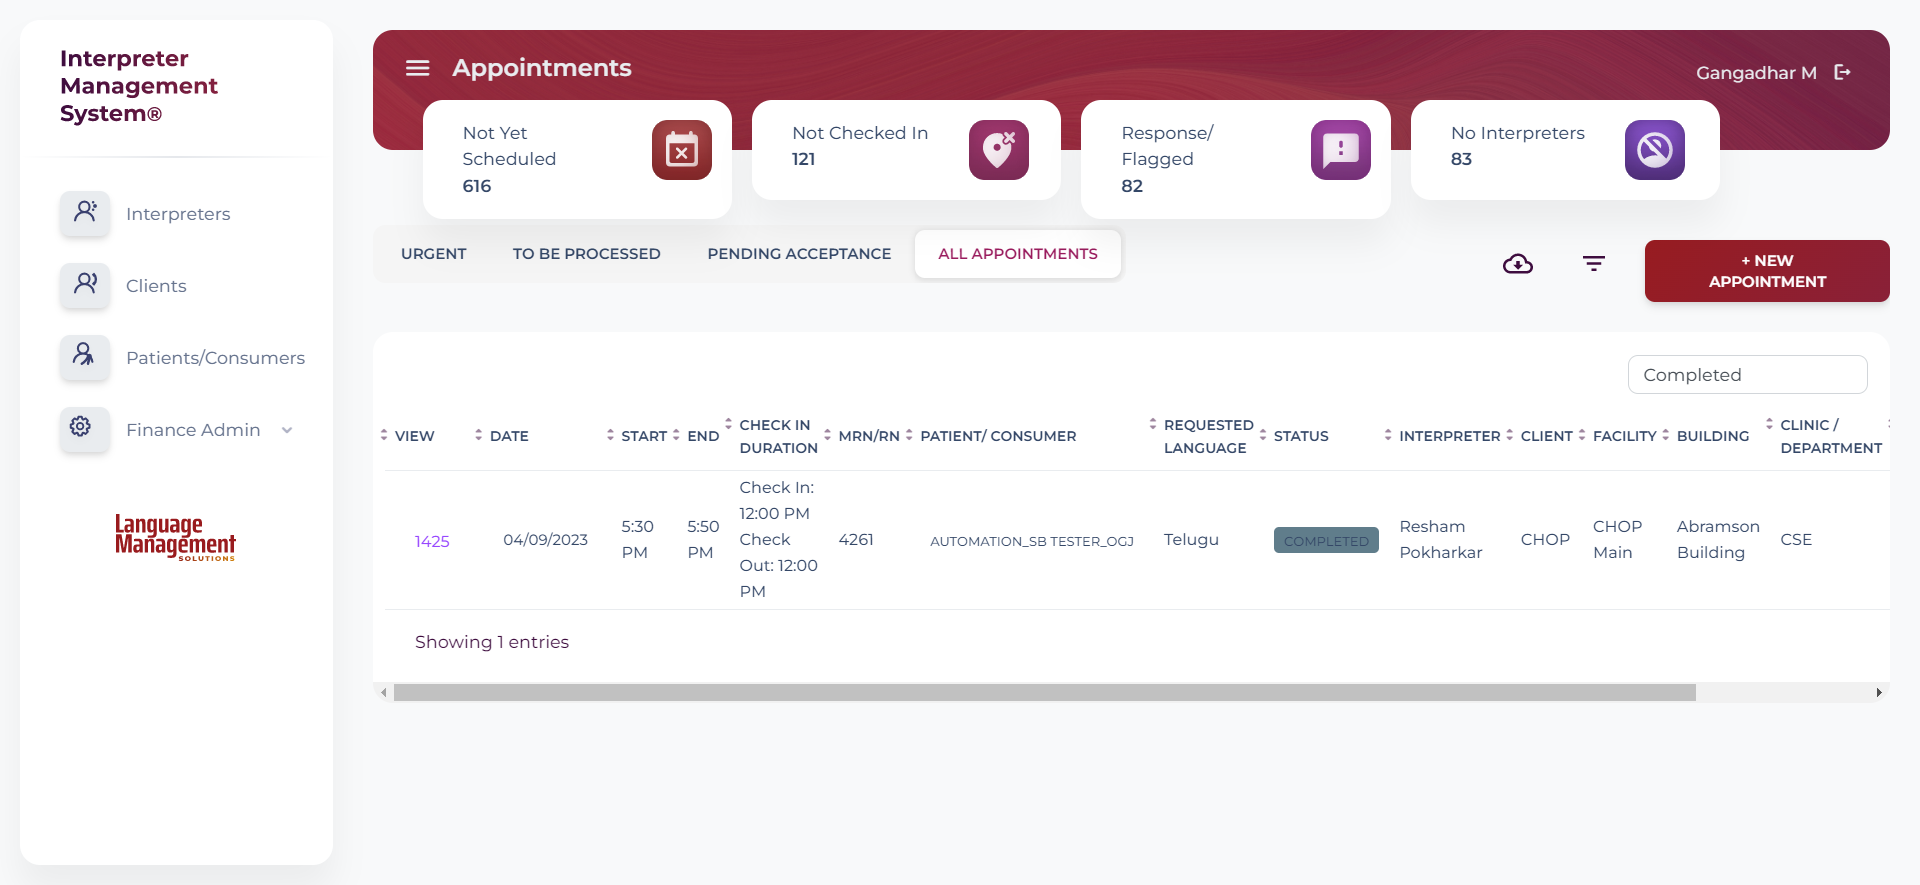 Interpreter
Management
System®
Interpreters
Clients
Patients/Consumers
Finance Admin
Language
Management
SOLUTIONS
Appointments
Gangadhar M
Not Yet
Scheduled
616
Not Checked In
121
Response/
Flagged
82
No Interpreters
83
URGENT
TO BE PROCESSED
PENDING ACCEPTANCE
ALL APPOINTMENTS
+ NEW
APPOINTMENT
Completed
VIEW DATE START END CHECK IN DURATION MRN/RN PATIENT/ CONSUMER REQUESTED LANGUAGE STATUS INTERPRETER CLIENT FACILITY BUILDING CLINIC / DEPARTMENT
1425
04/09/2023
5:30
PM
5:50
PM
Check In:
12:00 PM
Check
Out: 12:00
PM
4261
AUTOMATION_SB TESTER_OGJ
Telugu
COMPLETED
Resham
Pokharkar
CHOP
CHOP
Main
Abramson
Building
CSE
Showing 1 entries